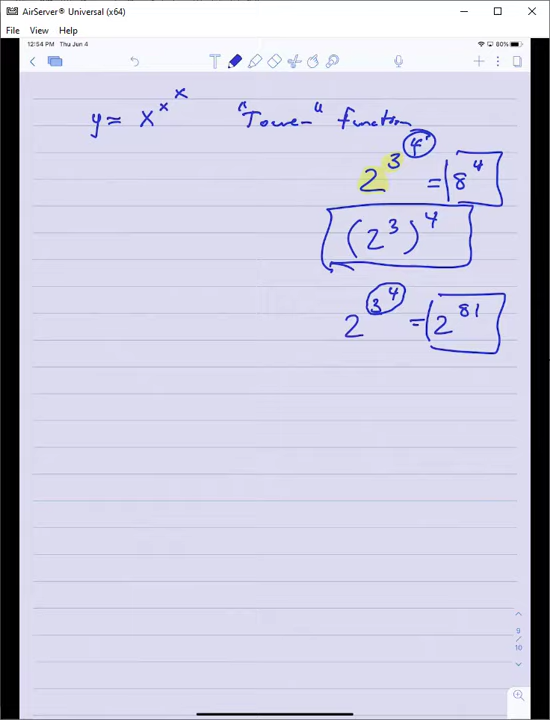 AirServer® Universal (x64)
File View Help
12:54 PM Thu Jun 4 80%
T
y = x^x^x "Tower" function
2^3^4 = 8^4
(2^3)^4
2^3^4 = 2^81
9
/
10